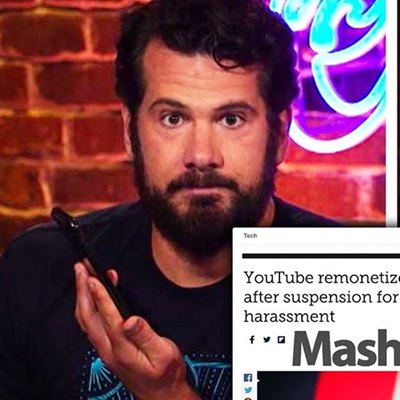 Tech
YouTube remonetize
after suspension for
harassment
Mash